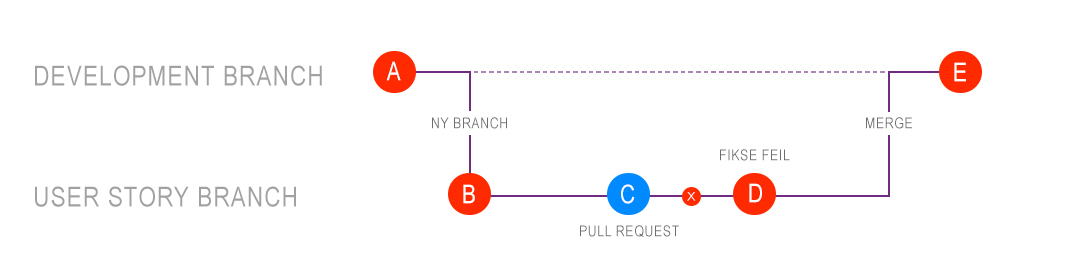 DEVELOPMENT BRANCH
A
E
NY BRANCH
MERGE
FIKSE FEIL
USER STORY BRANCH
B
C
X
D
PULL REQUEST